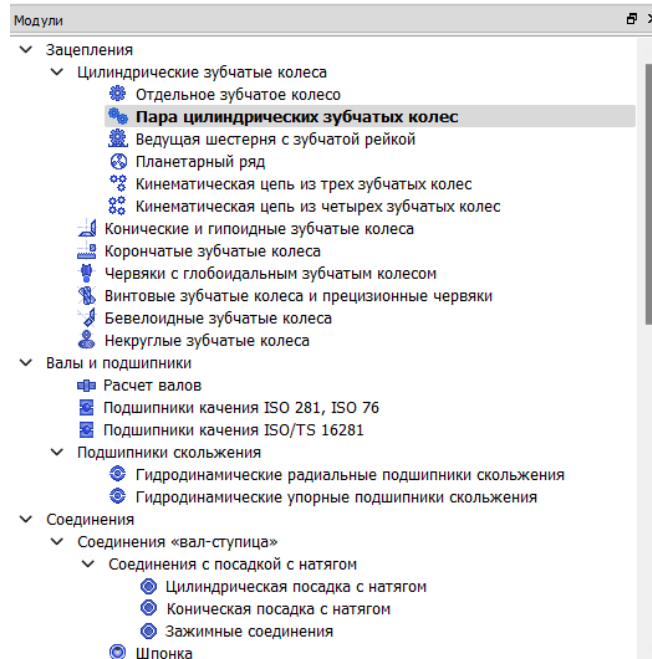 Модули
Зацепления
Цилиндрические зубчатые колеса
Отдельное зубчатое колесо
Пара цилиндрических зубчатых колес
Ведущая шестерня с зубчатой рейкой
Планетарный ряд
Кинематическая цепь из трех зубчатых колес
Кинематическая цепь из четырех зубчатых колес
Конические и гипоидные зубчатые колеса
Корончатые зубчатые колеса
Червяки с глобоидальным зубчатым колесом
Винтовые зубчатые колеса и прецизионные червяки
Бевелоидные зубчатые колеса
Некруглые зубчатые колеса
Валы и подшипники
Расчет валов
Подшипники качения ISO 281, ISO 76
Подшипники качения ISO/TS 16281
Подшипники скольжения
Гидродинамические радиальные подшипники скольжения
Гидродинамические упорные подшипники скольжения
Соединения
Соединения «вал-ступица»
Соединения с посадкой с натягом
Цилиндрическая посадка с натягом
Коническая посадка с натягом
Зажимные соединения
Шпонка